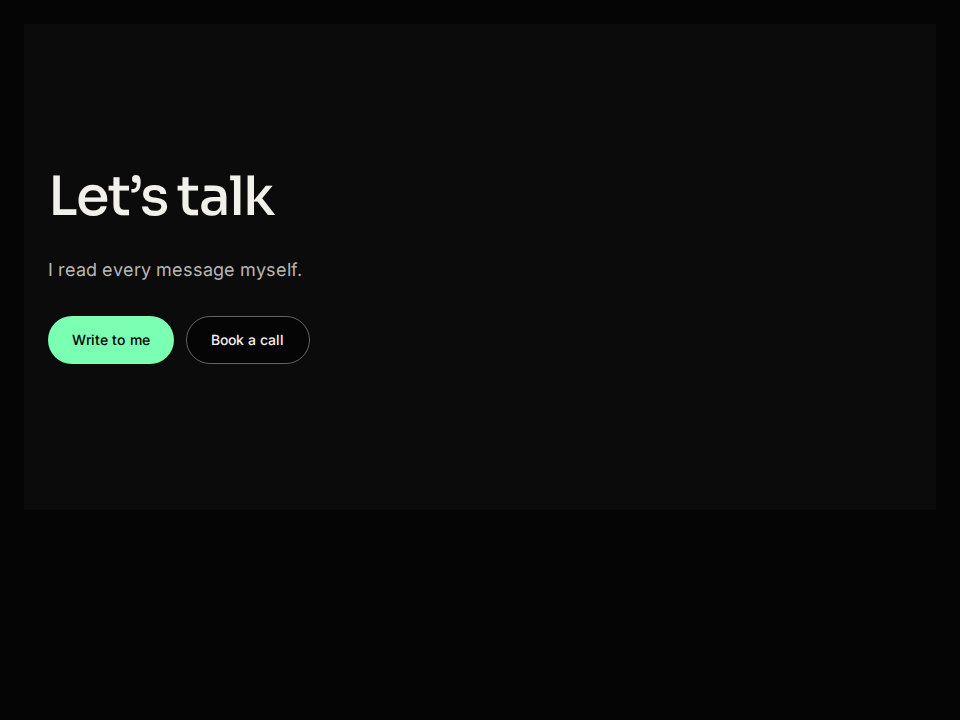 Let’s talk
I read every message myself.
Write to me
Book a call